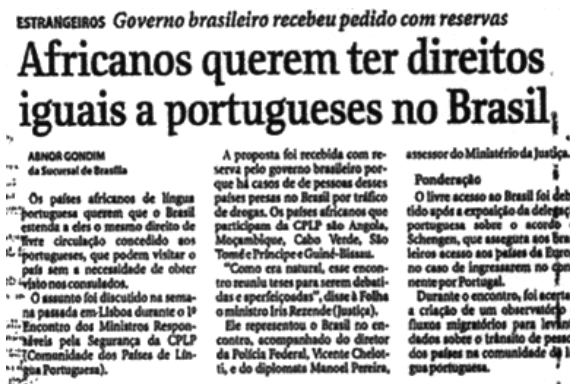 ESTRANGEIROS Governo brasileiro recebeu pedido com reservas
Africanos querem ter direitos
iguais a portugueses no Brasil
ABNOR GONDIM
da Sucursal de Brasília
Os países africanos de língua
portuguesa querem que o Brasil
estenda a eles o mesmo direito de
livre circulação concedido aos
portugueses, que podem visitar o
país sem a necessidade de obter
visto nos consulados.
O assunto foi discutido na sema-
na passada em Lisboa durante o 1º
Encontro dos Ministros Respon-
sáveis pela Segurança da CPLP
(Comunidade dos Países de Lín-
gua Portuguesa).
A proposta foi recebida com re-
serva pelo governo brasileiro por-
que há casos de de pessoas desses
países presas no Brasil por tráfico
de drogas. Os países africanos que
participam da CPLP são Angola,
Moçambique, Cabo Verde, São
Tomé e Príncipe e Guiné-Bissau.
"Como era natural, esse encon-
tro reuniu teses para serem debati-
das e aperfeiçoadas", disse à Folha
o ministro Iris Rezende (Justiça).
Ele representou o Brasil no en-
contro, acompanhado do diretor
da Polícia Federal, Vicente Chelot-
ti, e do diplomata Manoel Pereira,
assessor do Ministério da Justiça.
Ponderação
O livre acesso ao Brasil foi deb
tido após a exposição da delegaç
portuguesa sobre o acordo
Schengen, que assegura aos bras
leiros acesso aos países da Euro
no caso de ingressarem no con
nente por Portugal.
Durante o encontro, foi acerta
a criação de um observatório
fluxos migratórios para levan
dados sobre o trânsito de pesso
dos países na comunidade de lí
gua portuguesa.